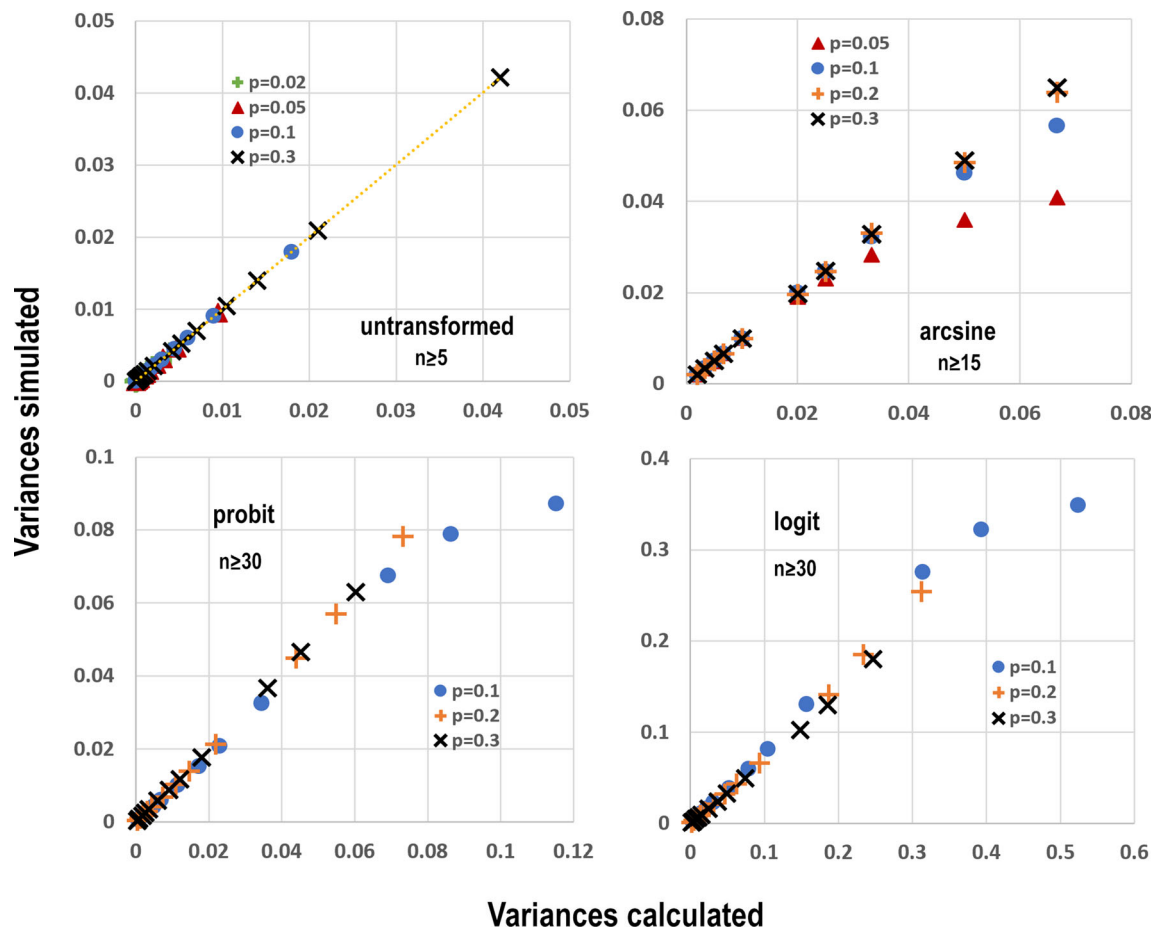 Variances simulated
0.05
0.04
0.03
0.02
0.01
0
p=0.02
p=0.05
p=0.1
p=0.3
untransformed
n≥5
0 0.01 0.02 0.03 0.04 0.05
0.08
0.06
0.04
0.02
0
p=0.05
p=0.1
p=0.2
p=0.3
arcsine
n≥15
0 0.02 0.04 0.06 0.08
0.1
0.08
0.06
0.04
0.02
0
probit
n≥30
p=0.1
p=0.2
p=0.3
0 0.02 0.04 0.06 0.08 0.1 0.12
0.4
0.3
0.2
0.1
0
logit
n≥30
p=0.1
p=0.2
p=0.3
0 0.1 0.2 0.3 0.4 0.5 0.6
Variances calculated